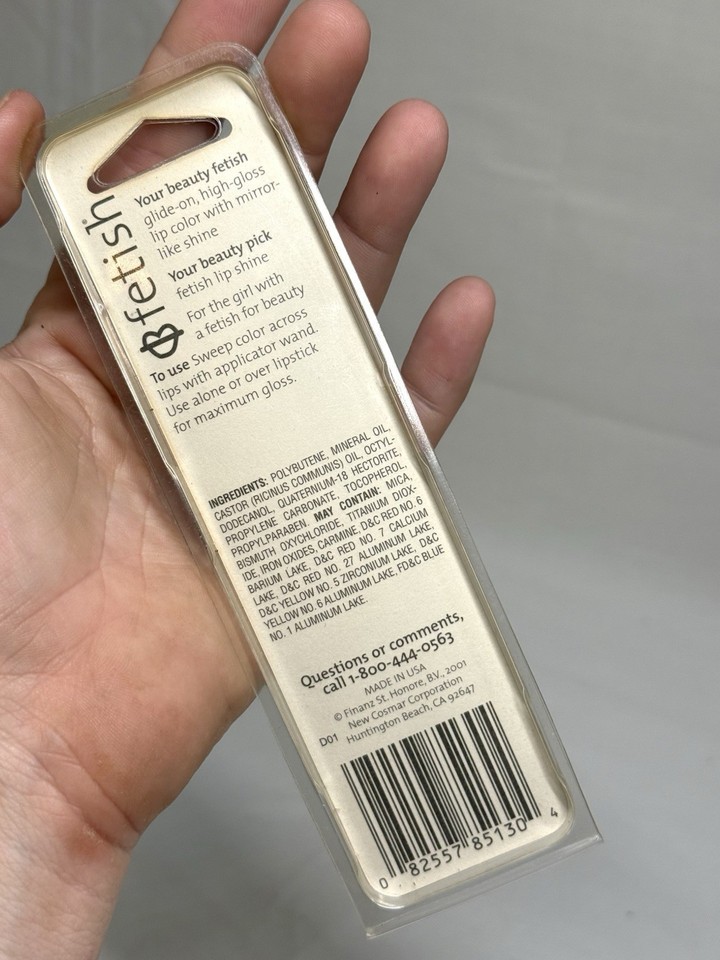 fetish
Your beauty fetish
glide-on, high-gloss
lip color with mirror-
like shine
Your beauty pick
fetish lip shine
For the girl with
a fetish for beauty
To use Sweep color across
lips with applicator wand.
Use alone or over lipstick
for maximum gloss.
INGREDIENTS: POLYBUTENE, MINERAL OIL,
CASTOR (RICINUS COMMUNIS) OIL, OCTYL-
DODECANOL, QUATERNIUM-18 HECTORITE,
PROPYLENE CARBONATE, TOCOPHEROL,
PROPYLPARABEN. MAY CONTAIN: MICA,
BISMUTH OXYCHLORIDE, TITANIUM DIOX-
IDE, IRON OXIDES, CARMINE, D&C RED NO. 6
BARIUM LAKE, D&C RED NO. 7 CALCIUM
LAKE, D&C RED NO. 27 ALUMINUM LAKE,
D&C YELLOW NO. 5 ZIRCONIUM LAKE, D&C
YELLOW NO. 6 ALUMINUM LAKE, FD&C BLUE
NO. 1 ALUMINUM LAKE.
Questions or comments,
call 1-800-444-0563
MADE IN USA
© Finanz St. Honore, B.V., 2001
New Cosmar Corporation
D01 Huntington Beach, CA 92647
0 82557 85130 4